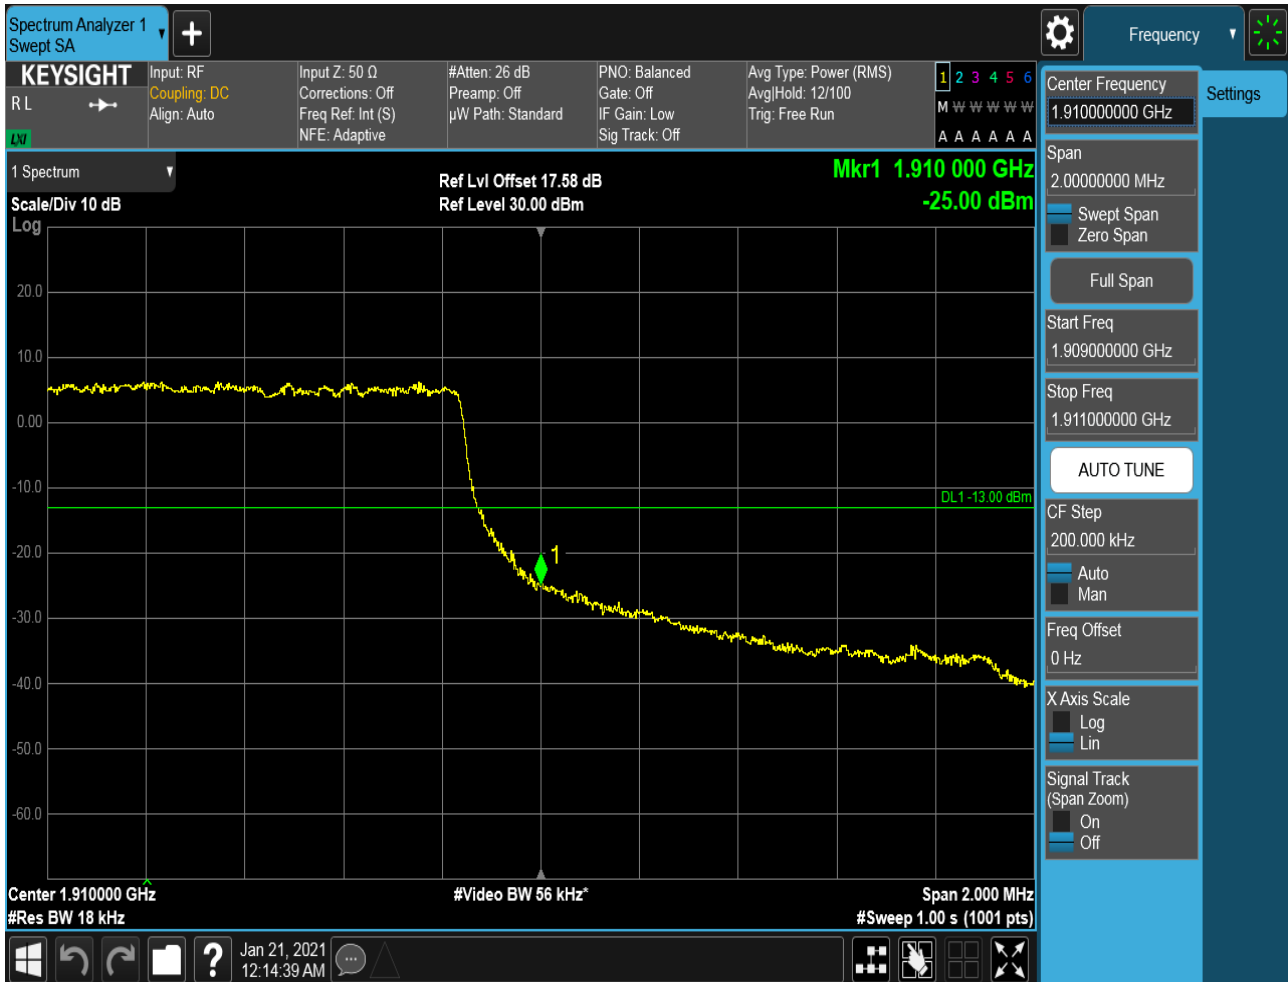 Spectrum Analyzer 1
Swept SA
+
Frequency
KEYSIGHT
R L
LXI
Input: RF
Coupling: DC
Align: Auto
Input Z: 50 Ω
Corrections: Off
Freq Ref: Int (S)
NFE: Adaptive
#Atten: 26 dB
Preamp: Off
µW Path: Standard
PNO: Balanced
Gate: Off
IF Gain: Low
Sig Track: Off
Avg Type: Power (RMS)
Avg|Hold: 12/100
Trig: Free Run
1 2 3 4 5 6
M W W W W W
A A A A A A
1 Spectrum
Scale/Div 10 dB
Log
Ref Lvl Offset 17.58 dB
Ref Level 30.00 dBm
Mkr1 1.910 000 GHz
-25.00 dBm
20.0
10.0
0.00
-10.0
-20.0
-30.0
-40.0
-50.0
-60.0
DL1 -13.00 dBm
1
Center 1.910000 GHz
#Res BW 18 kHz
#Video BW 56 kHz*
Span 2.000 MHz
#Sweep 1.00 s (1001 pts)
Center Frequency
1.910000000 GHz
Settings
Span
2.00000000 MHz
Swept Span
Zero Span
Full Span
Start Freq
1.909000000 GHz
Stop Freq
1.911000000 GHz
AUTO TUNE
CF Step
200.000 kHz
Auto
Man
Freq Offset
0 Hz
X Axis Scale
Log
Lin
Signal Track
(Span Zoom)
On
Off
?
Jan 21, 2021
12:14:39 AM